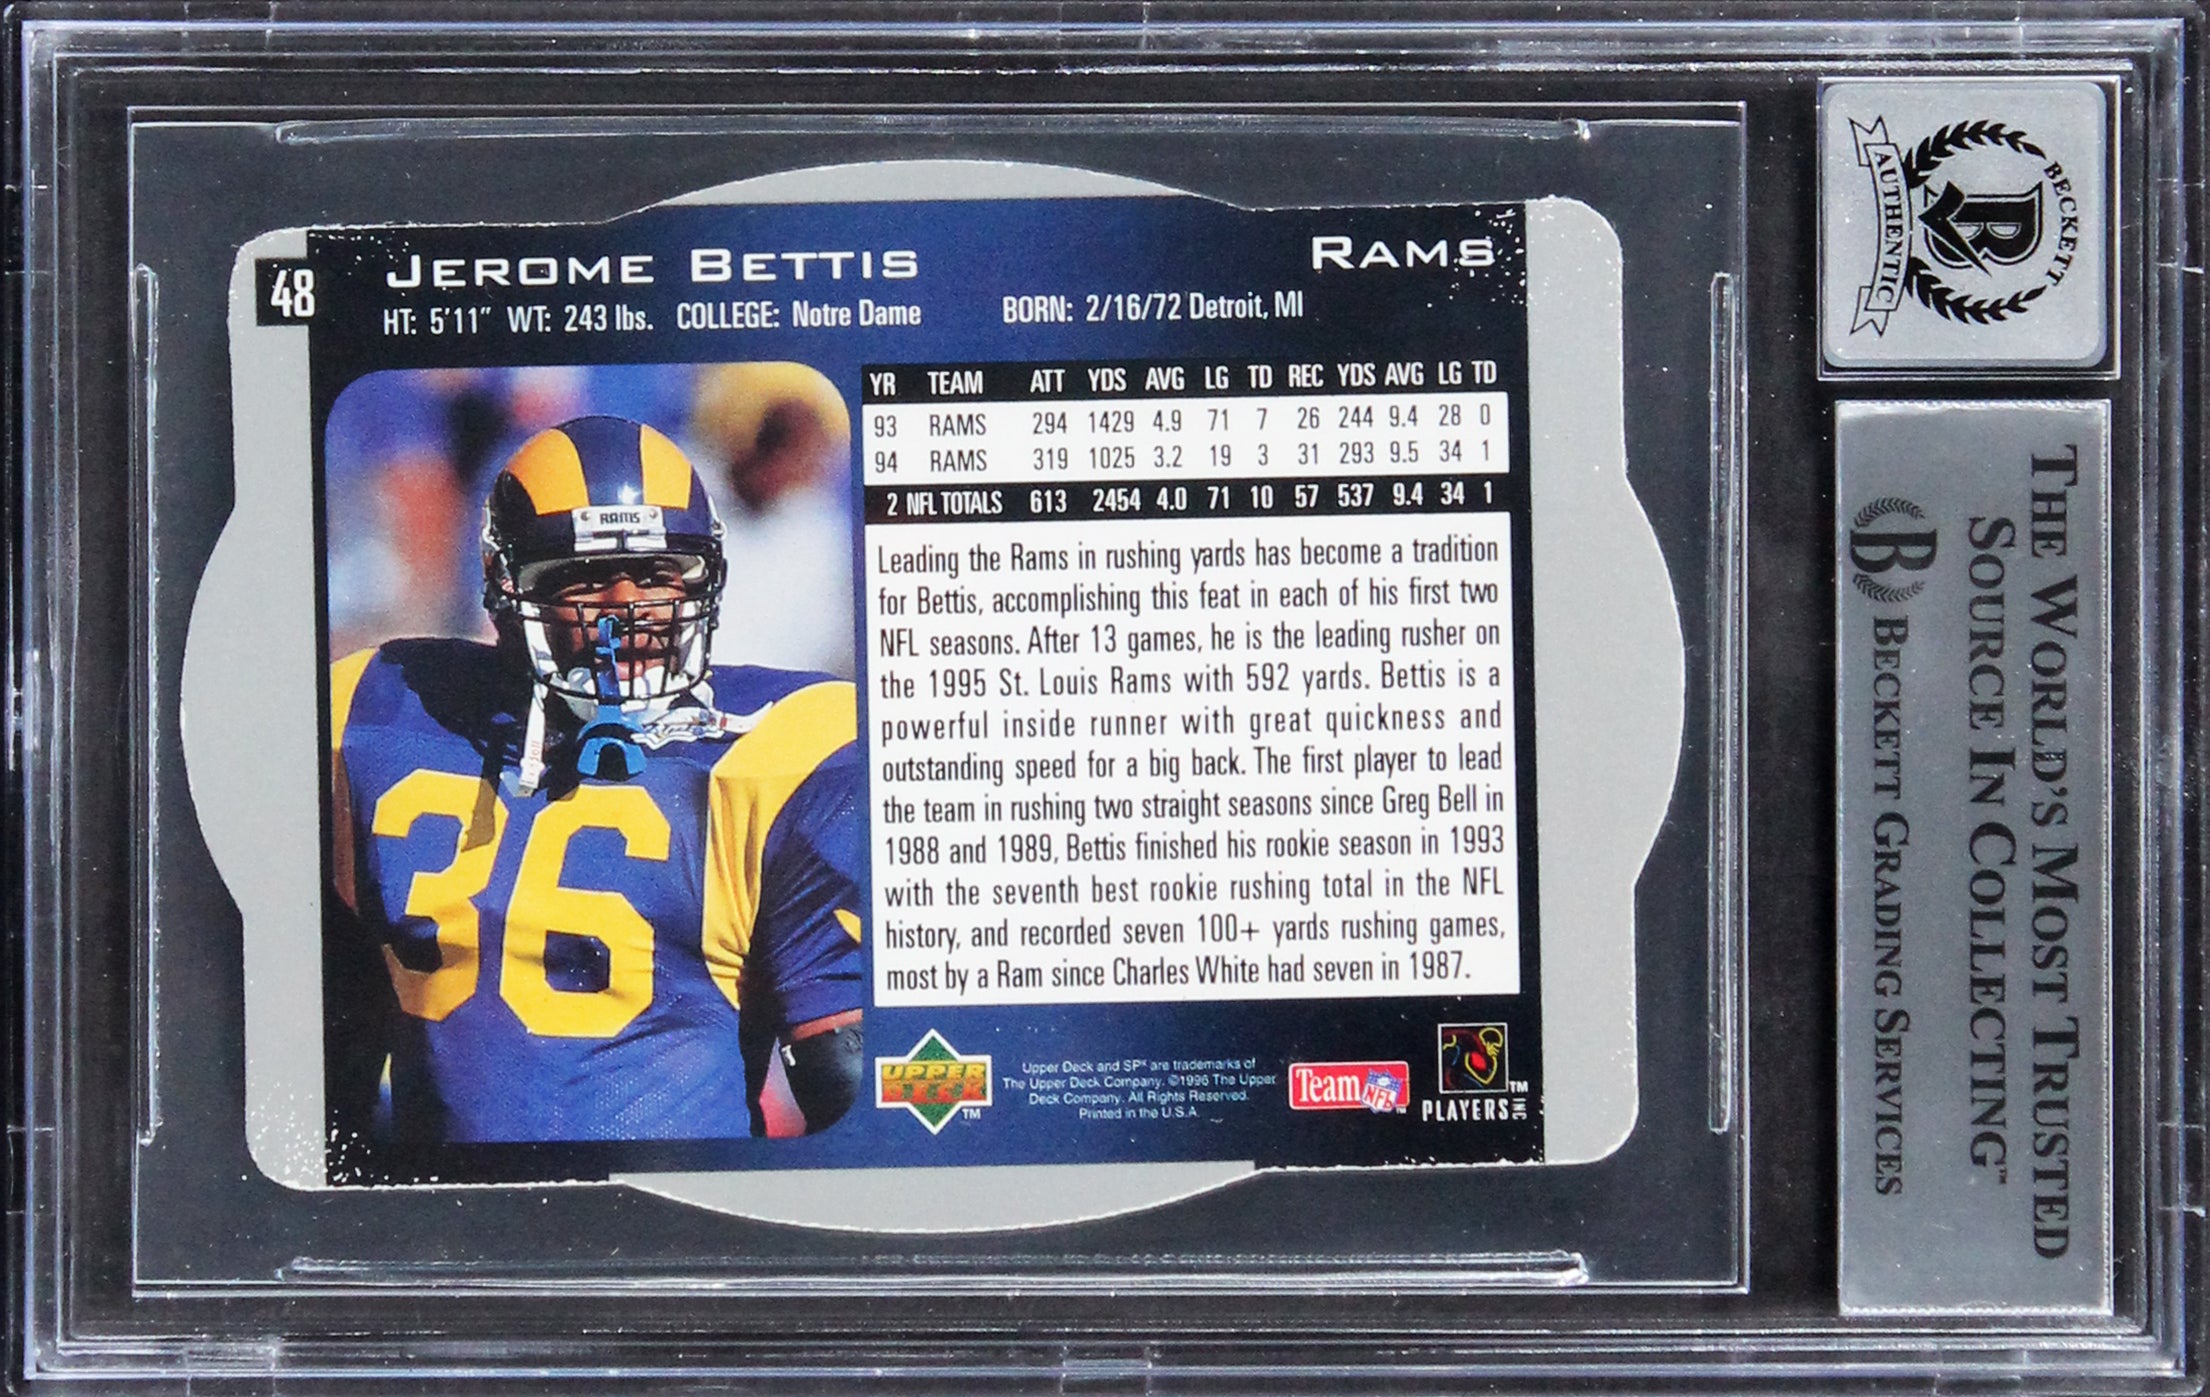 48
JEROME BETTIS
RAMS
HT: 5'11" WT: 243 lbs. COLLEGE: Notre Dame BORN: 2/16/72 Detroit, MI
YR TEAM ATT YDS AVG LG TD REC YDS AVG LG TD
93 RAMS 294 1429 4.9 71 7 26 244 9.4 28 0
94 RAMS 319 1025 3.2 19 3 31 293 9.5 34 1
2 NFL TOTALS 613 2454 4.0 71 10 57 537 9.4 34 1
Leading the Rams in rushing yards has become a tradition
for Bettis, accomplishing this feat in each of his first two
NFL seasons. After 13 games, he is the leading rusher on
the 1995 St. Louis Rams with 592 yards. Bettis is a
powerful inside runner with great quickness and
outstanding speed for a big back. The first player to lead
the team in rushing two straight seasons since Greg Bell in
1988 and 1989, Bettis finished his rookie season in 1993
with the seventh best rookie rushing total in the NFL
history, and recorded seven 100+ yards rushing games,
most by a Ram since Charles White had seven in 1987.
RAMS
36
UPPER
DECK
TM
Upper Deck and SPx are trademarks of
The Upper Deck Company. ©1996 The Upper
Deck Company. All Rights Reserved.
Printed in the U.S.A.
Team NFL
PLAYERS INC TM
BECKETT
AUTHENTIC
THE WORLD'S MOST TRUSTED
SOURCE IN COLLECTING™
B BECKETT GRADING SERVICES